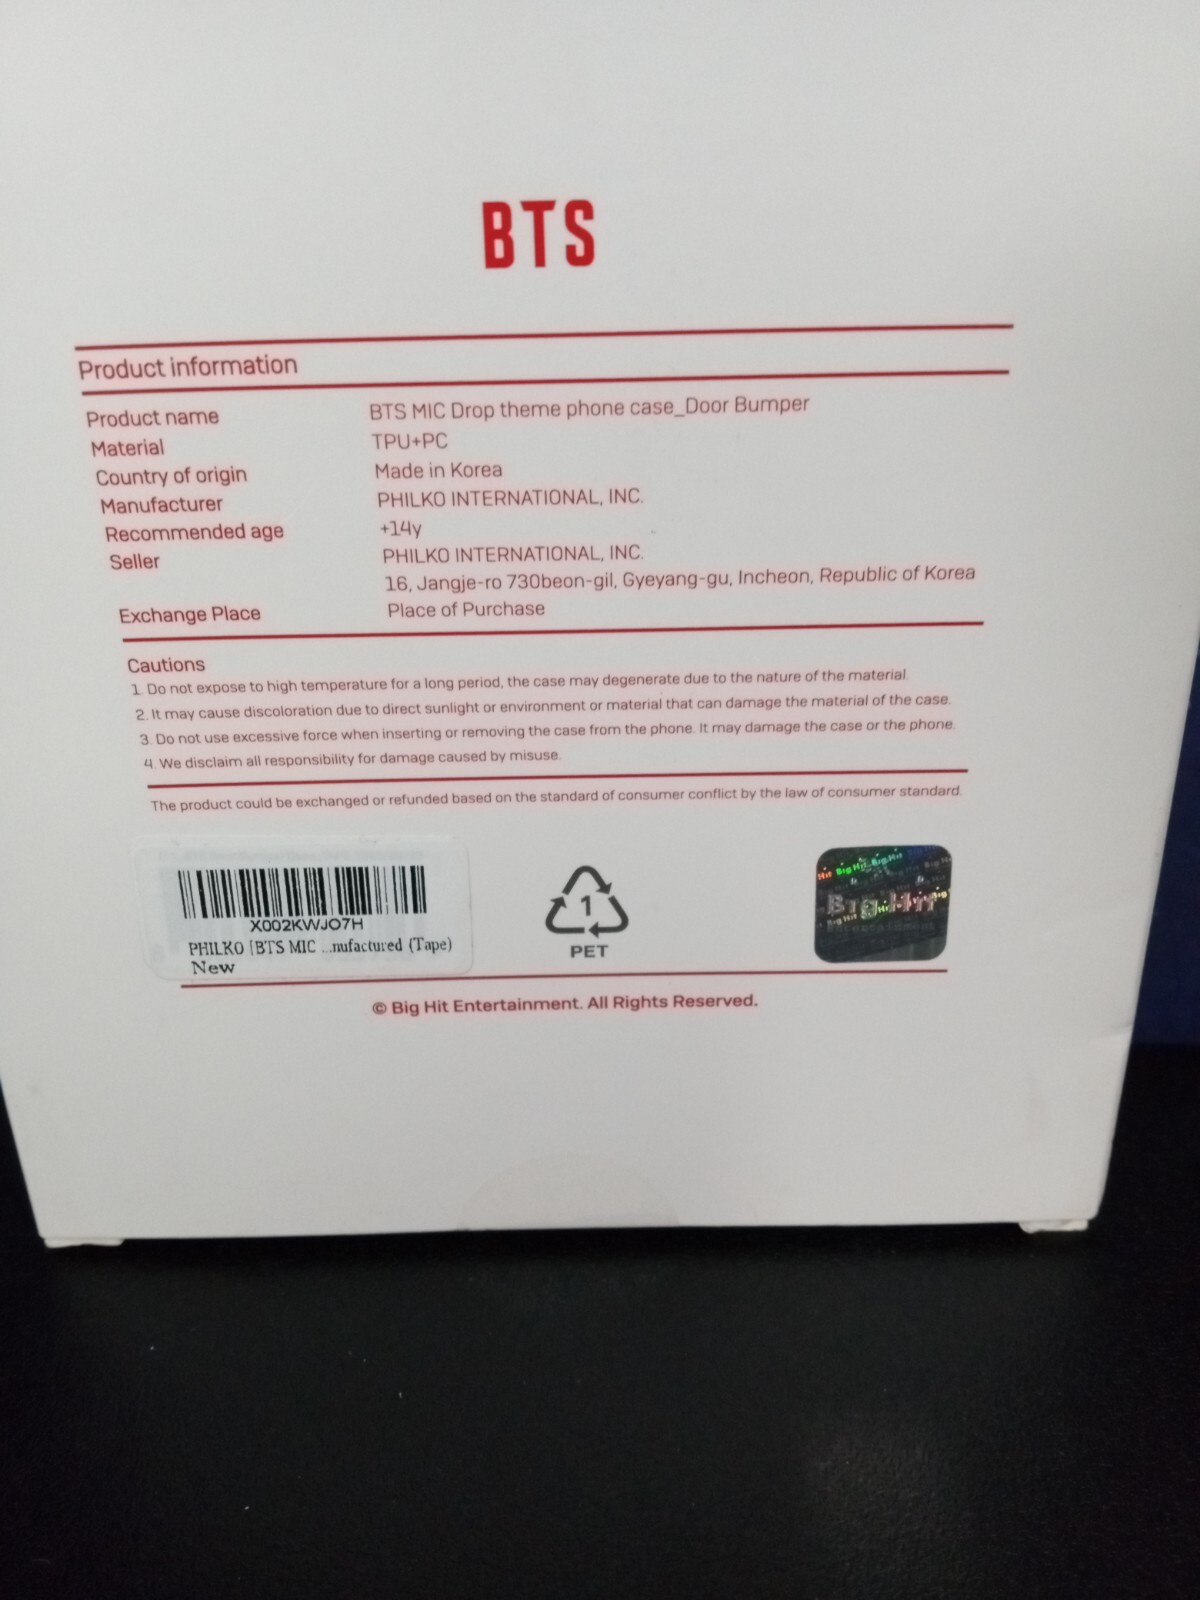 BTS
Product information
Product name BTS MIC Drop theme phone case_Door Bumper
Material TPU+PC
Country of origin Made in Korea
Manufacturer PHILKO INTERNATIONAL, INC.
Recommended age +14y
Seller PHILKO INTERNATIONAL, INC.
16, Jangje-ro 730beon-gil, Gyeyang-gu, Incheon, Republic of Korea
Exchange Place Place of Purchase
Cautions
1. Do not expose to high temperature for a long period, the case may degenerate due to the nature of the material.
2. It may cause discoloration due to direct sunlight or environment or material that can damage the material of the case.
3. Do not use excessive force when inserting or removing the case from the phone. It may damage the case or the phone.
4. We disclaim all responsibility for damage caused by misuse.
The product could be exchanged or refunded based on the standard of consumer conflict by the law of consumer standard.
X002KWJO7H
PHILKO [BTS MIC ...nufactured (Tape)
New
1
PET
Big Hit
© Big Hit Entertainment. All Rights Reserved.